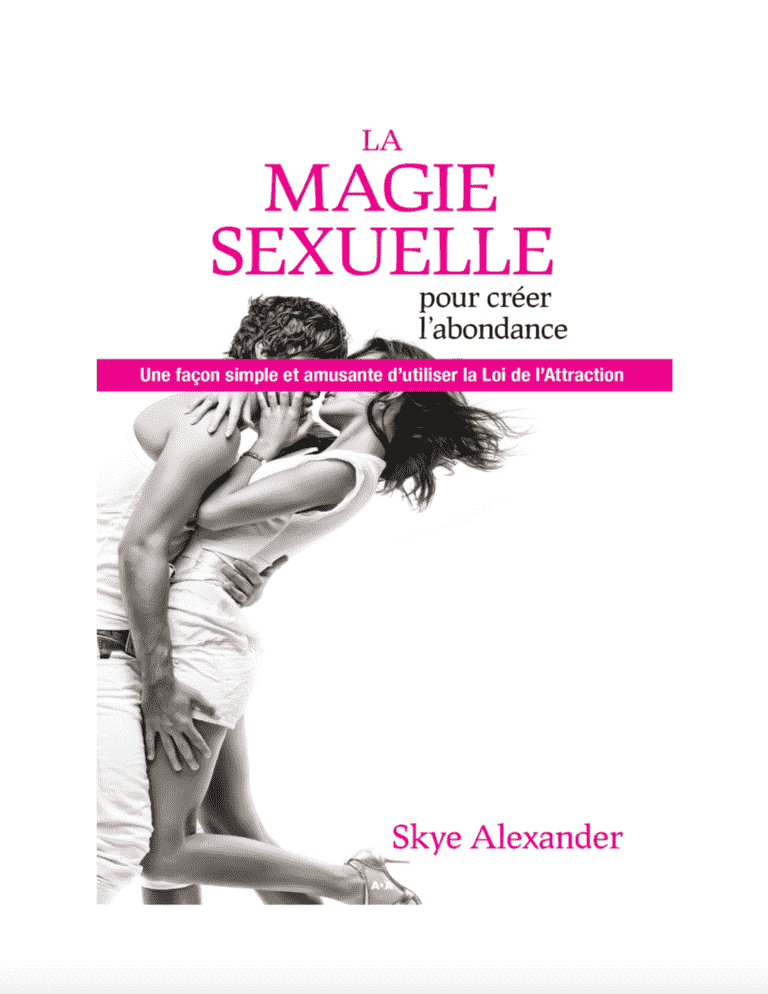 LA
MAGIE
SEXUELLE
pour créer
l'abondance
Une façon simple et amusante d'utiliser la Loi de l'Attraction
Skye Alexander